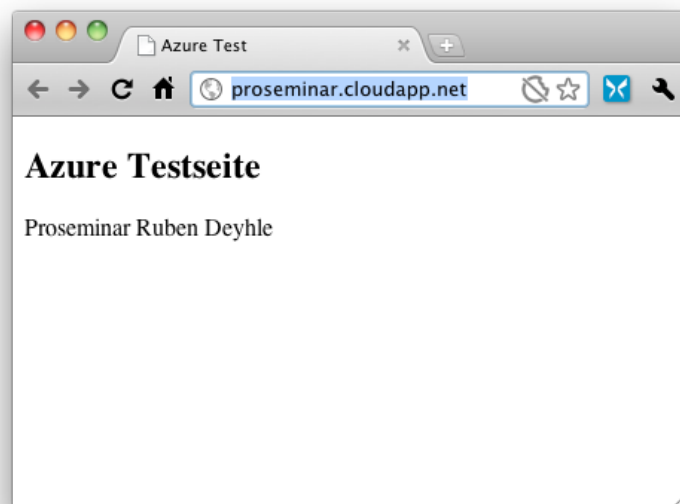 Azure Test
proseminar.cloudapp.net
Azure Testseite
Proseminar Ruben Deyhle